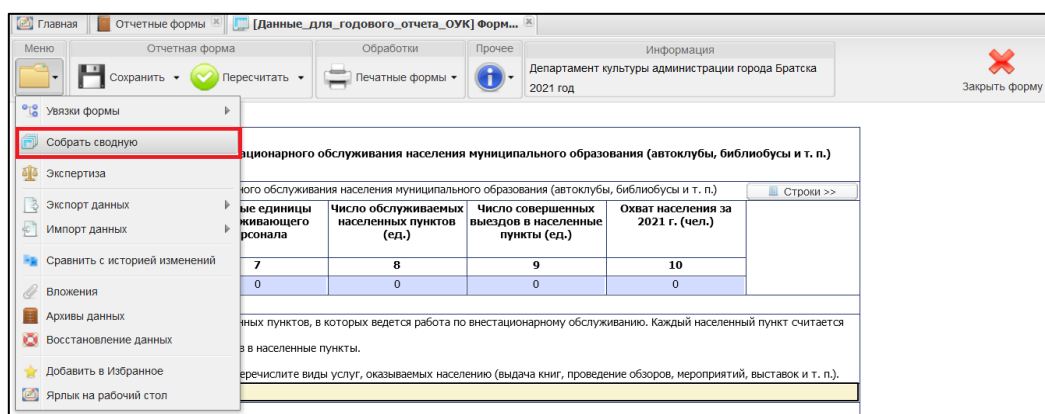 Главная
Отчетные формы
[Данные_для_годового_отчета_ОУК] Форм...
Меню
Отчетная форма
Обработки
Прочее
Информация
Сохранить
Пересчитать
Печатные формы
Департамент культуры администрации города Братска
2021 год
Закрыть форму
Увязки формы
Собрать сводную
Экспертиза
Экспорт данных
Импорт данных
Сравнить с историей изменений
Вложения
Архивы данных
Восстановление данных
Добавить в Избранное
Ярлык на рабочий стол
ационарного обслуживания населения муниципального образования (автоклубы, библиобусы и т. п.)
ного обслуживания населения муниципального образования (автоклубы, библиобусы и т. п.)
Строки >>
ые единицы
живающего
рсонала
Число обслуживаемых
населенных пунктов
(ед.)
Число совершенных
выездов в населенные
пункты (ед.)
Охват населения за
2021 г. (чел.)
7 8 9 10
0 0 0 0
нных пунктов, в которых ведется работа по внестационарному обслуживанию. Каждый населенный пункт считается
в в населенные пункты.
еречислите виды услуг, оказываемых населению (выдача книг, проведение обзоров, мероприятий, выставок и т. п.).